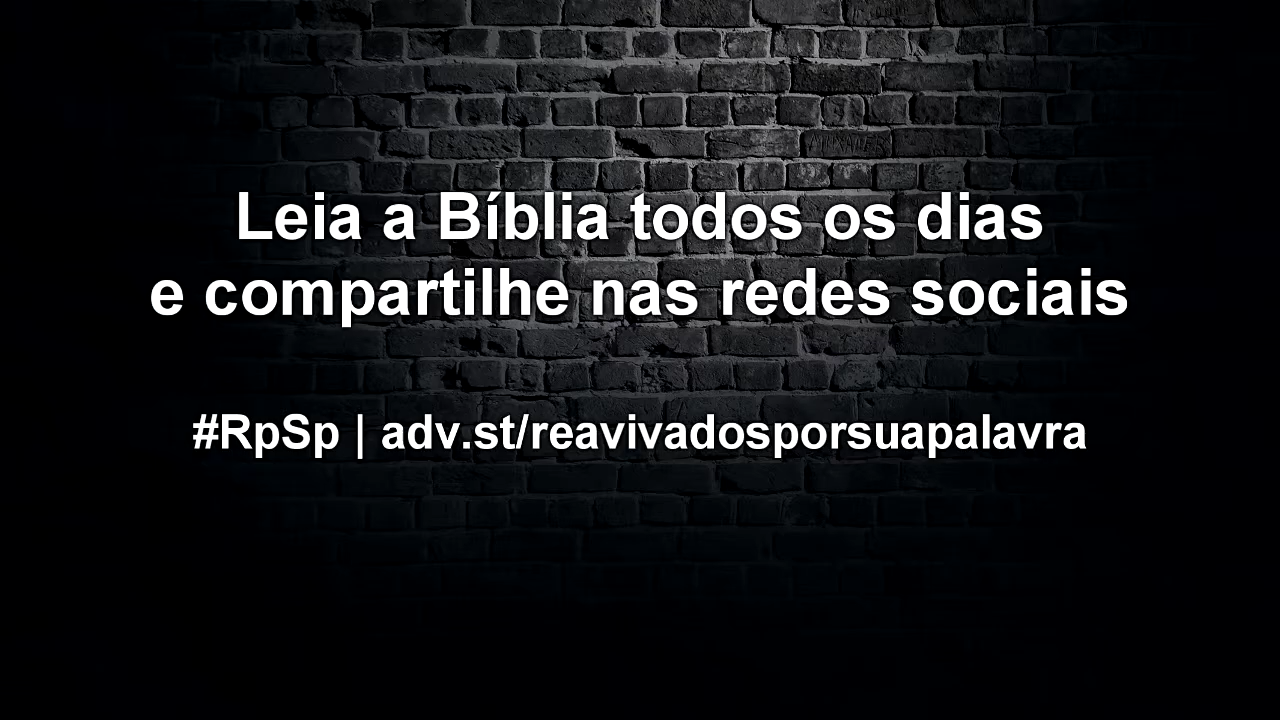 Leia a Bíblia todos os dias
e compartilhe nas redes sociais
#RpSp | adv.st/reavivadosporsuapalavra